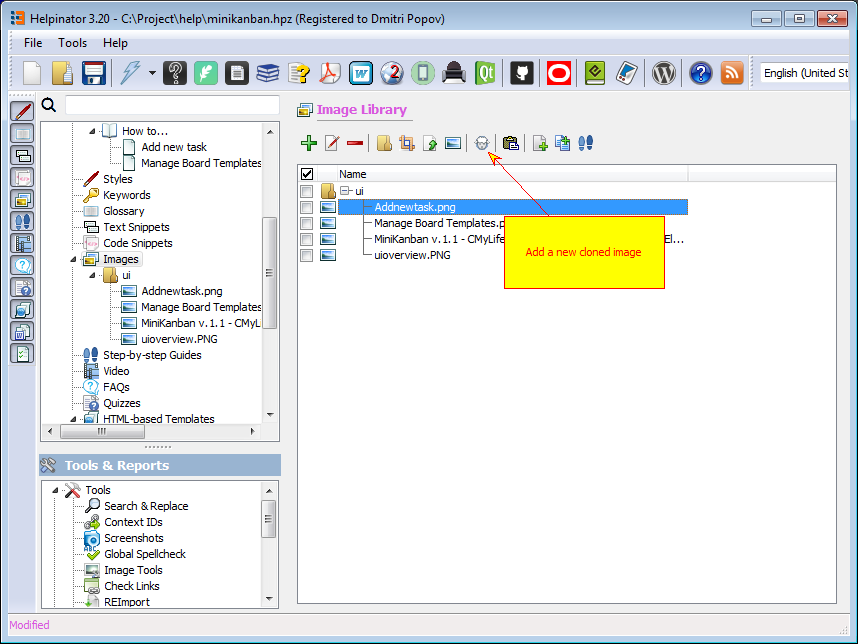 Helpinator 3.20 - C:\Project\help\minikanban.hpz (Registered to Dmitri Popov)
File Tools Help
W 2 Qt ?
English (United St
Image Library
How to...
Add new task
Manage Board Templates
Styles
Keywords
Glossary
Text Snippets
Code Snippets
Images
ui
Addnewtask.png
Manage Board Templates
MiniKanban v.1.1 - CMyLi
uioverview.PNG
Step-by-step Guides
Video
FAQs
Quizzes
HTML-based Templates
Name
ui
Addnewtask.png
Manage Board Templates.p
MiniKanban v.1.1 - CMyLife
El...
uioverview.PNG
Add a new cloned image
Tools & Reports
Tools
Search & Replace
Context IDs
Screenshots
Global Spellcheck
Image Tools
Check Links
REImport
Modified